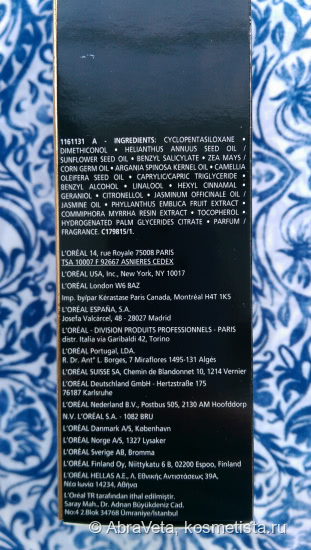 1161131 A - INGREDIENTS: CYCLOPENTASILOXANE •
DIMETHICONOL • HELIANTHUS ANNUUS SEED OIL /
SUNFLOWER SEED OIL • BENZYL SALICYLATE • ZEA MAYS /
CORN GERM OIL • ARGANIA SPINOSA KERNEL OIL • CAMELLIA
OLEIFERA SEED OIL • CAPRYLIC/CAPRIC TRIGLYCERIDE •
BENZYL ALCOHOL • LINALOOL • HEXYL CINNAMAL •
GERANIOL • CITRONELLOL • JASMINUM OFFICINALE OIL /
JASMINE OIL • PHYLLANTHUS EMBLICA FRUIT EXTRACT •
COMMIPHORA MYRRHA RESIN EXTRACT • TOCOPHEROL •
HYDROGENATED PALM GLYCERIDES CITRATE • PARFUM /
FRAGRANCE. C179815/1.
L'ORÉAL 14, rue Royale 75008 PARIS
TSA 10007 F 92667 ASNIERES CEDEX
L'ORÉAL USA, Inc., New York, NY 10017
L'ORÉAL London W6 8AZ
Imp. by/par Kérastase Paris Canada, Montréal H4T 1K5
L'ORÉAL ESPAÑA, S.A.
Josefa Valcárcel, 48 - 28027 Madrid
L'ORÉAL - DIVISION PRODUITS PROFESSIONNELS - PARIS
distr. Italia via Garibaldi 42, Torino
L'ORÉAL Portugal, LDA.
R. Dr. Antº L. Borges, 7 Miraflores 1495-131 Algés
L'ORÉAL SUISSE SA, Chemin de Blandonnet 10, 1214 Vernier
L'ORÉAL Deutschland GmbH - Hertzstraße 175
76187 Karlsruhe
L'ORÉAL Nederland B.V., Postbus 505, 2130 AM Hoofddorp
N.V. L'ORÉAL S.A. - 1082 BRU
L'ORÉAL Danmark A/S, København
L'ORÉAL Norge A/S, 1327 Lysaker
L'ORÉAL Sverige AB, Bromma
L'ORÉAL Finland Oy, Niittykatu 6 B, 02200 Espoo, Finland
L'ORÉAL HELLAS A.E., Λ. Εθνικής Αντιστάσεως 39A,
Νέα Ιωνία 14234, Αθήνα
L'Oréal TR tarafından ithal edilmiştir.
Saray Mah., Dr. Adnan Büyükdeniz Cad.
No:4 2.Blok 34768 Ümraniye/İstanbul
© AbraVeta, kosmetista.ru